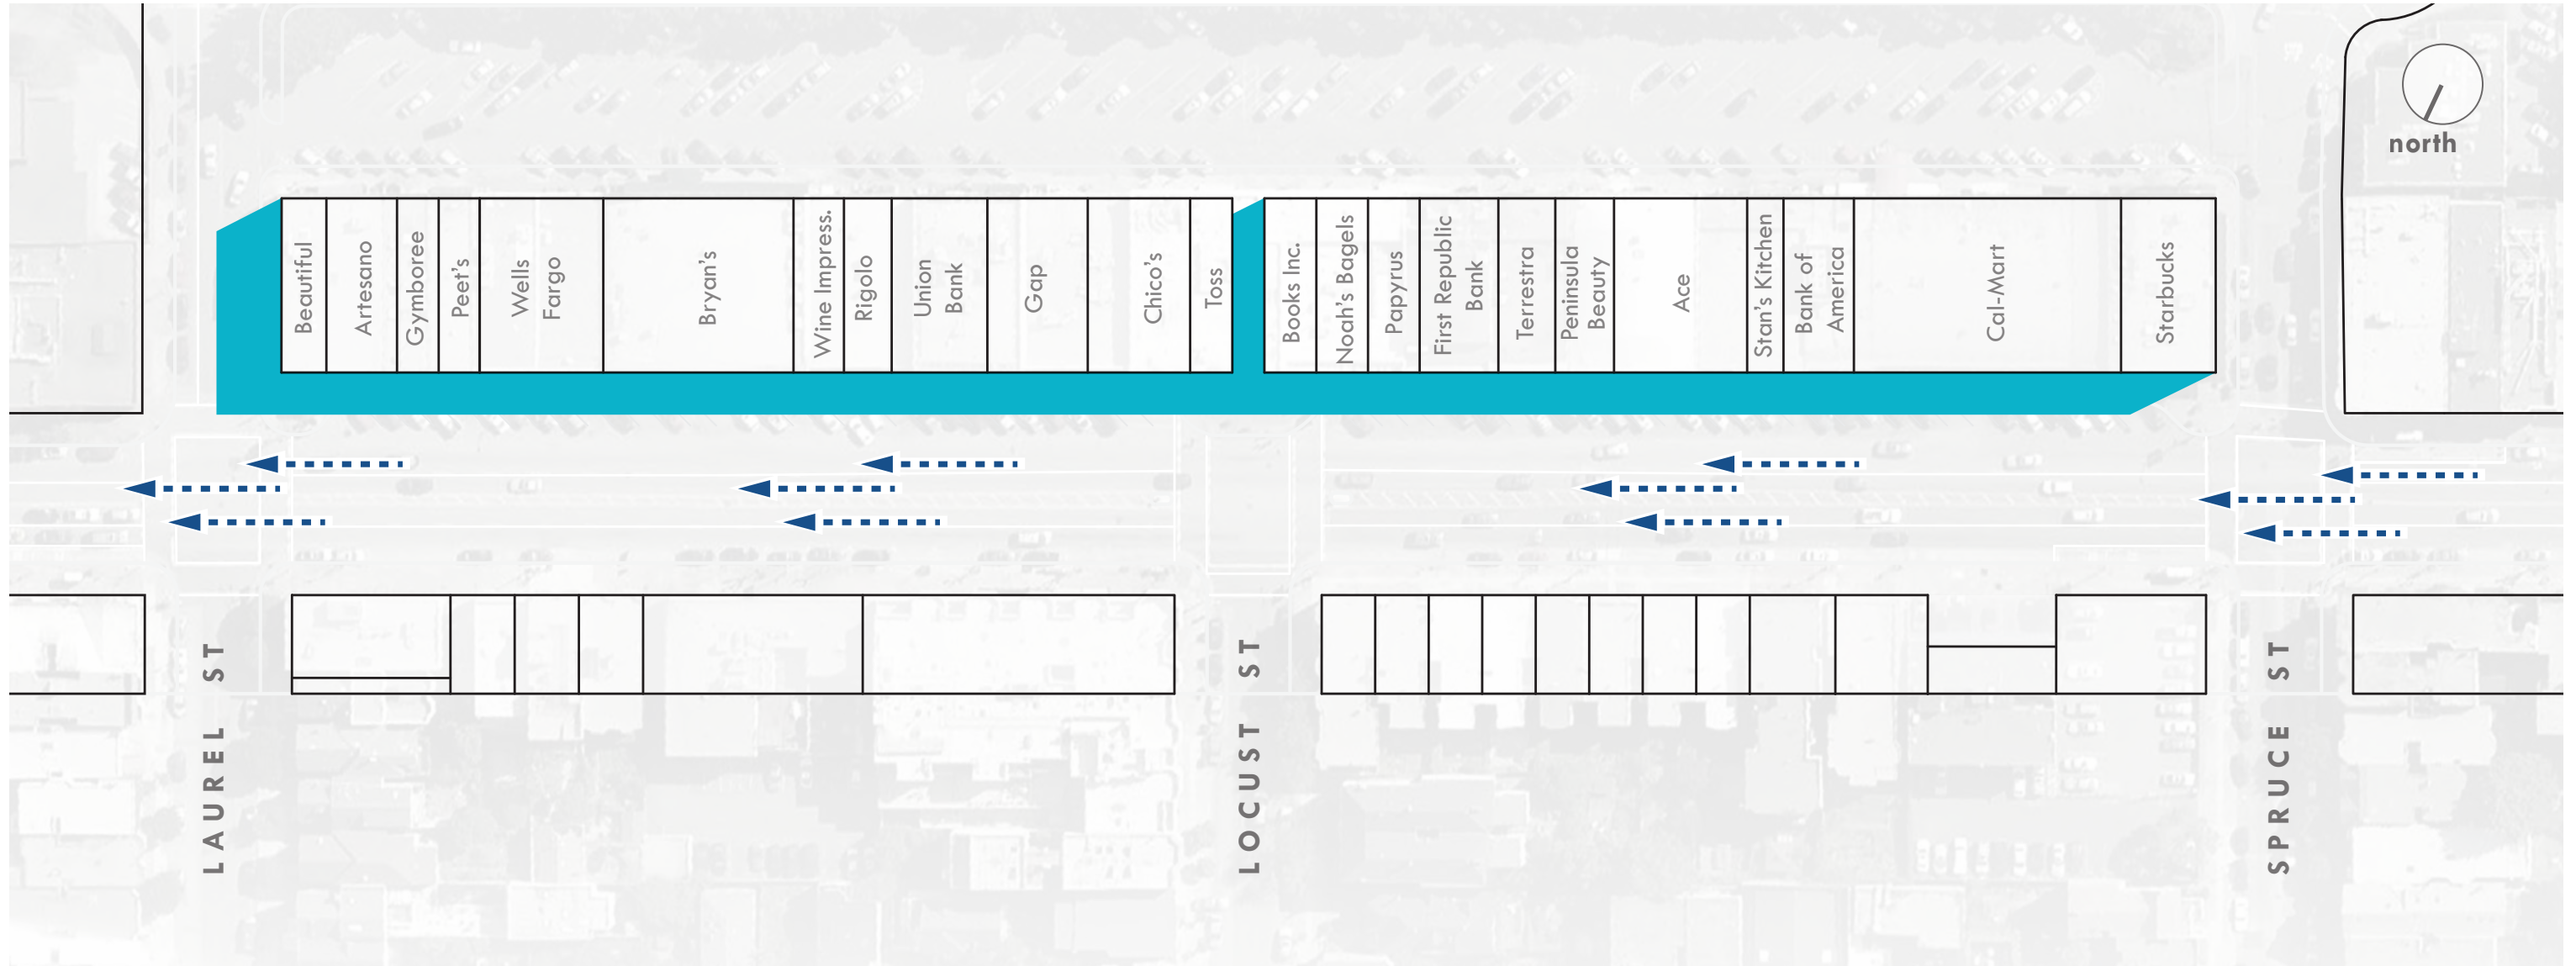 north
Beautiful
Artesano
Gymboree
Peet's
Wells
Fargo
Bryan's
Wine Impress.
Rigolo
Union
Bank
Gap
Chico's
Toss
Books Inc.
Noah's Bagels
Papyrus
First Republic
Bank
Terrestra
Peninsula
Beauty
Ace
Stan's Kitchen
Bank of
America
Cal-Mart
Starbucks
LAUREL ST
LOCUST ST
SPRUCE ST